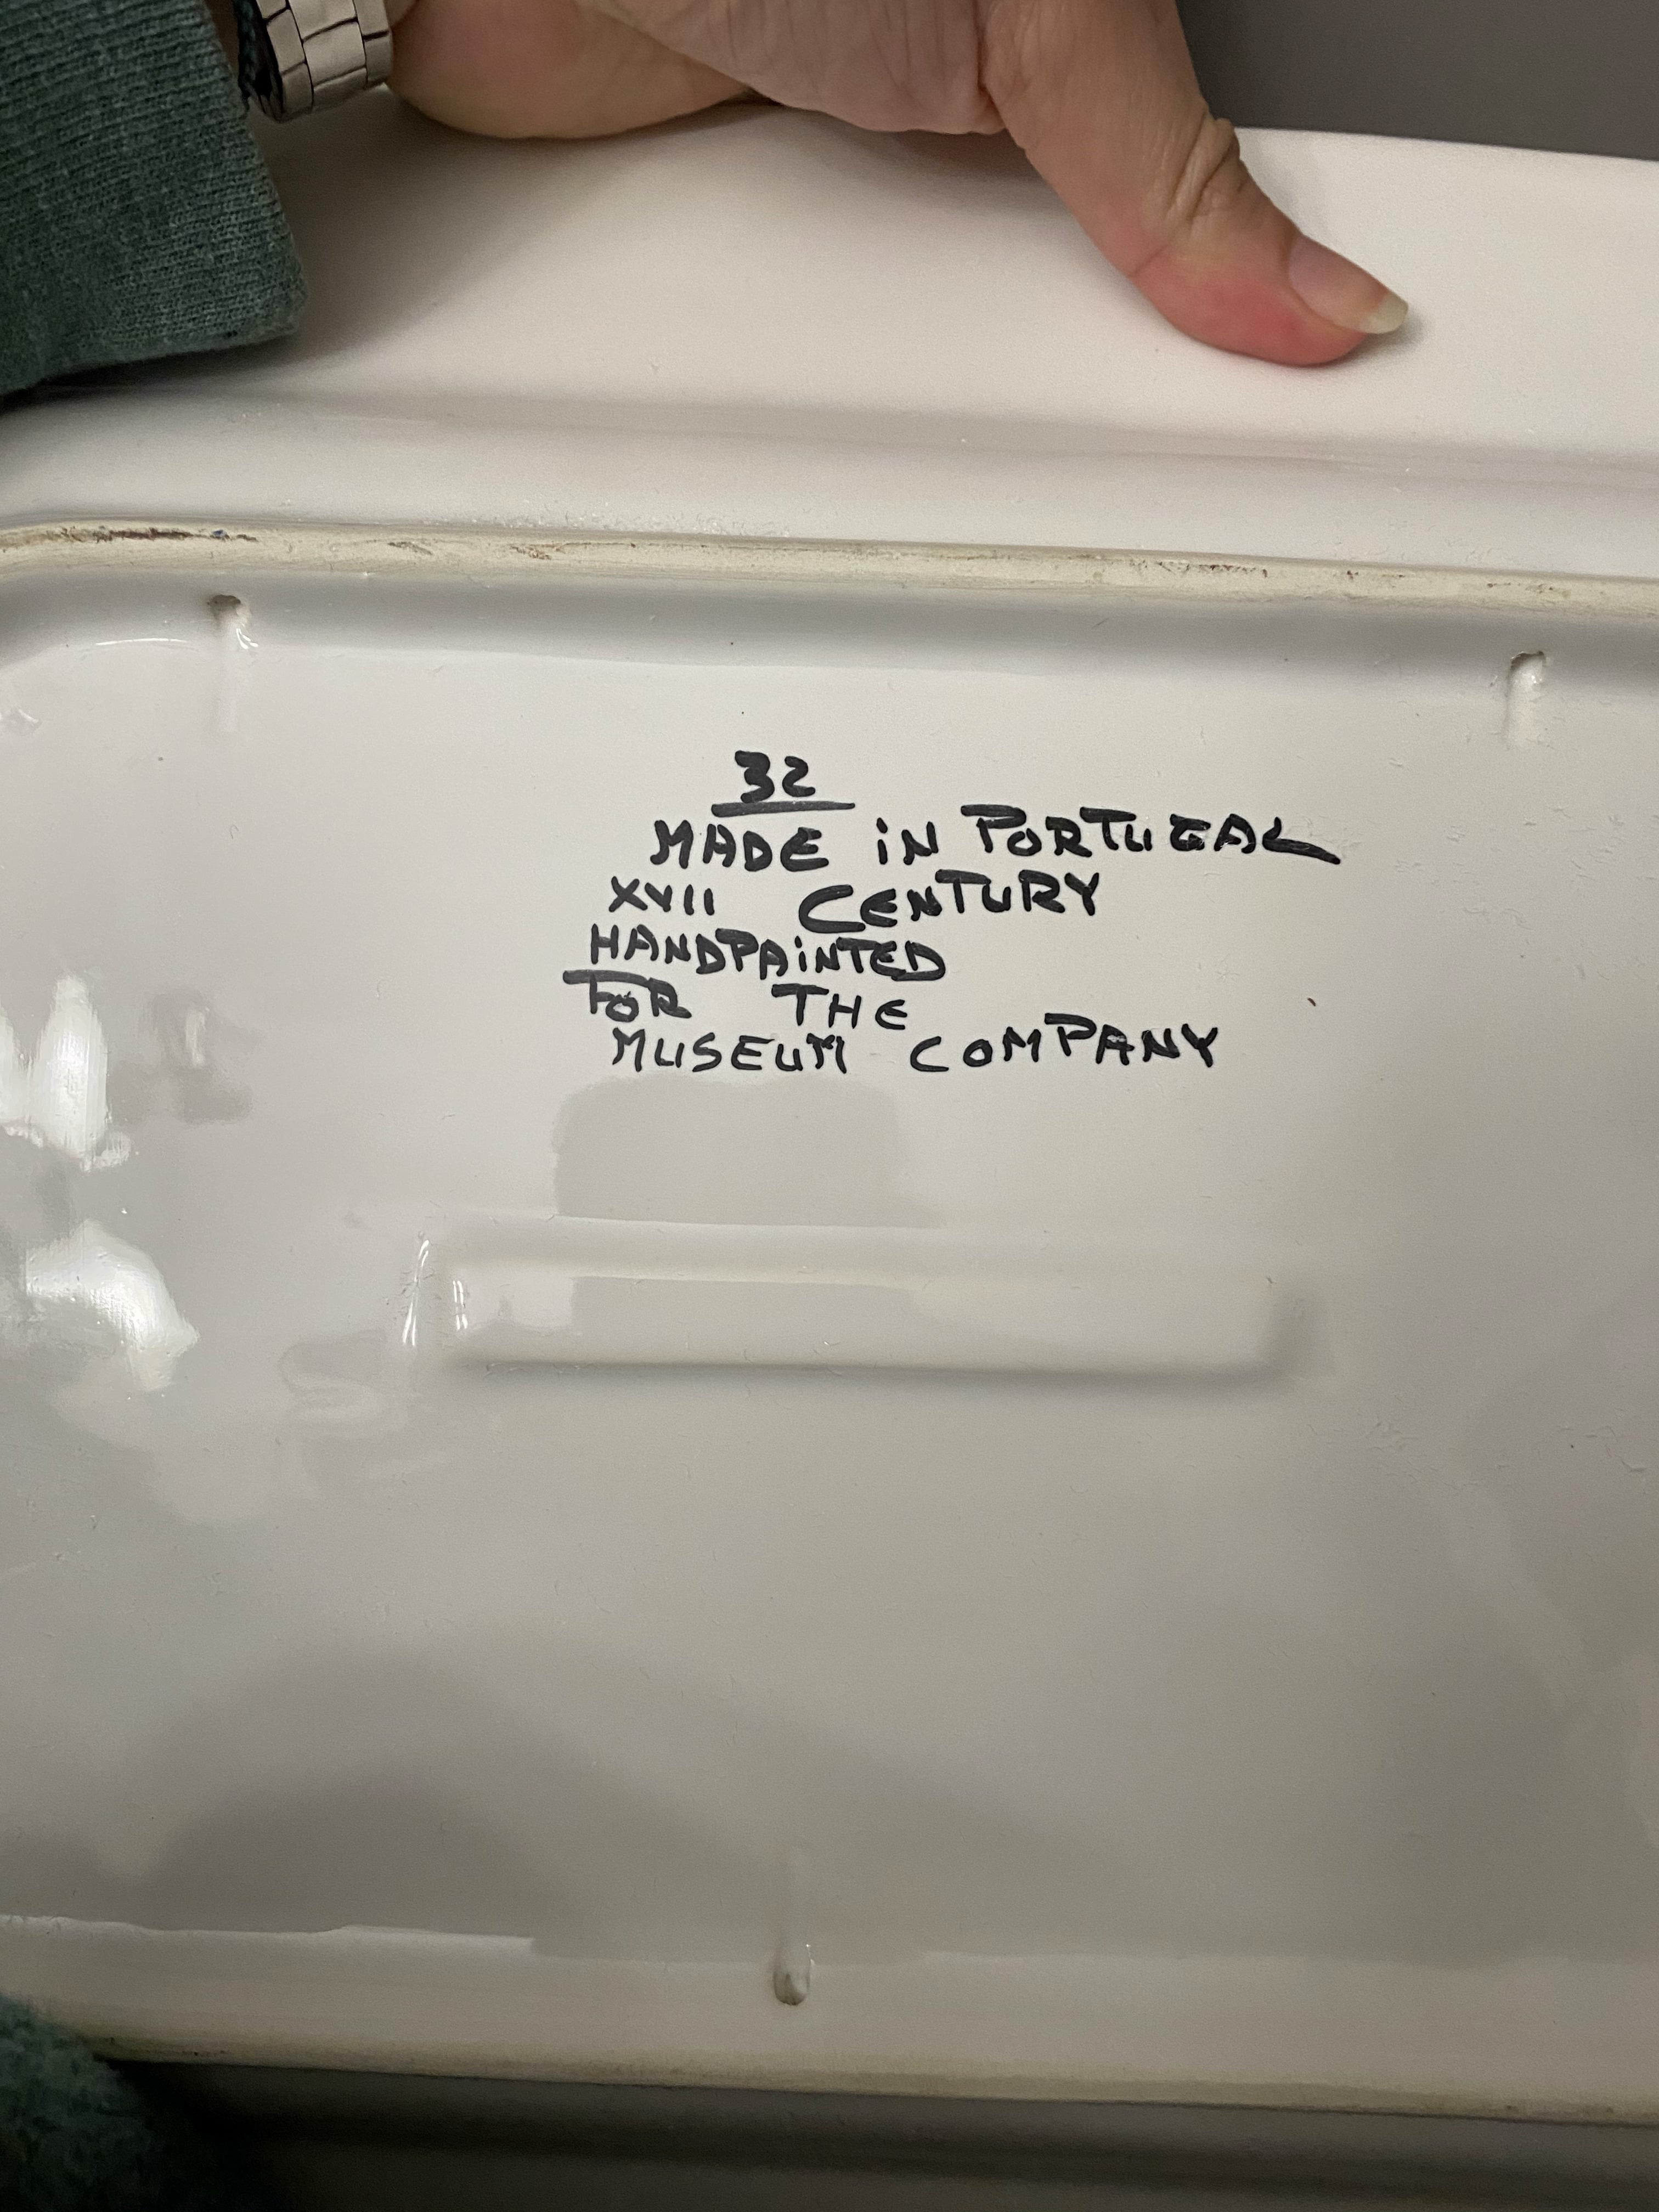 32
MADE iN PORTUGAL
XVII CENTURY
HANDPAiNTED
FOR THE
MUSEUM COMPANY